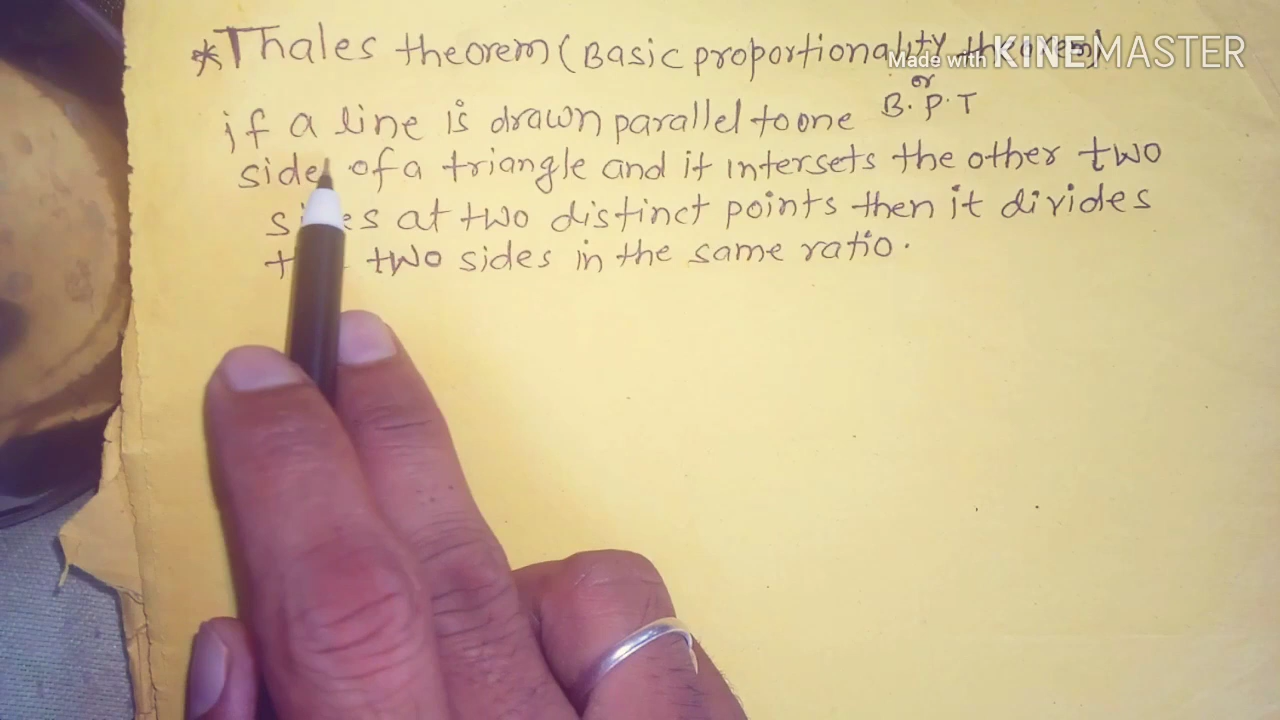 *Thales theorem (Basic proportionality theorem)
Made with KINEMASTER
or
B.P.T
if a line is drawn parallel to one
side of a triangle and it intersets the other two
at two distinct points then it divides
two sides in the same ratio.